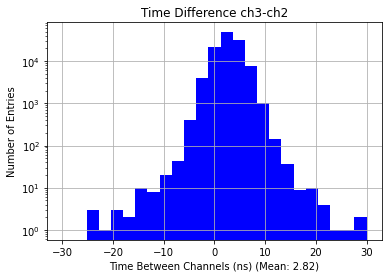 Time Difference ch3-ch2
Number of Entries
10⁴
10³
10²
10¹
10⁰
−30 −20 −10 0 10 20 30
Time Between Channels (ns) (Mean: 2.82)